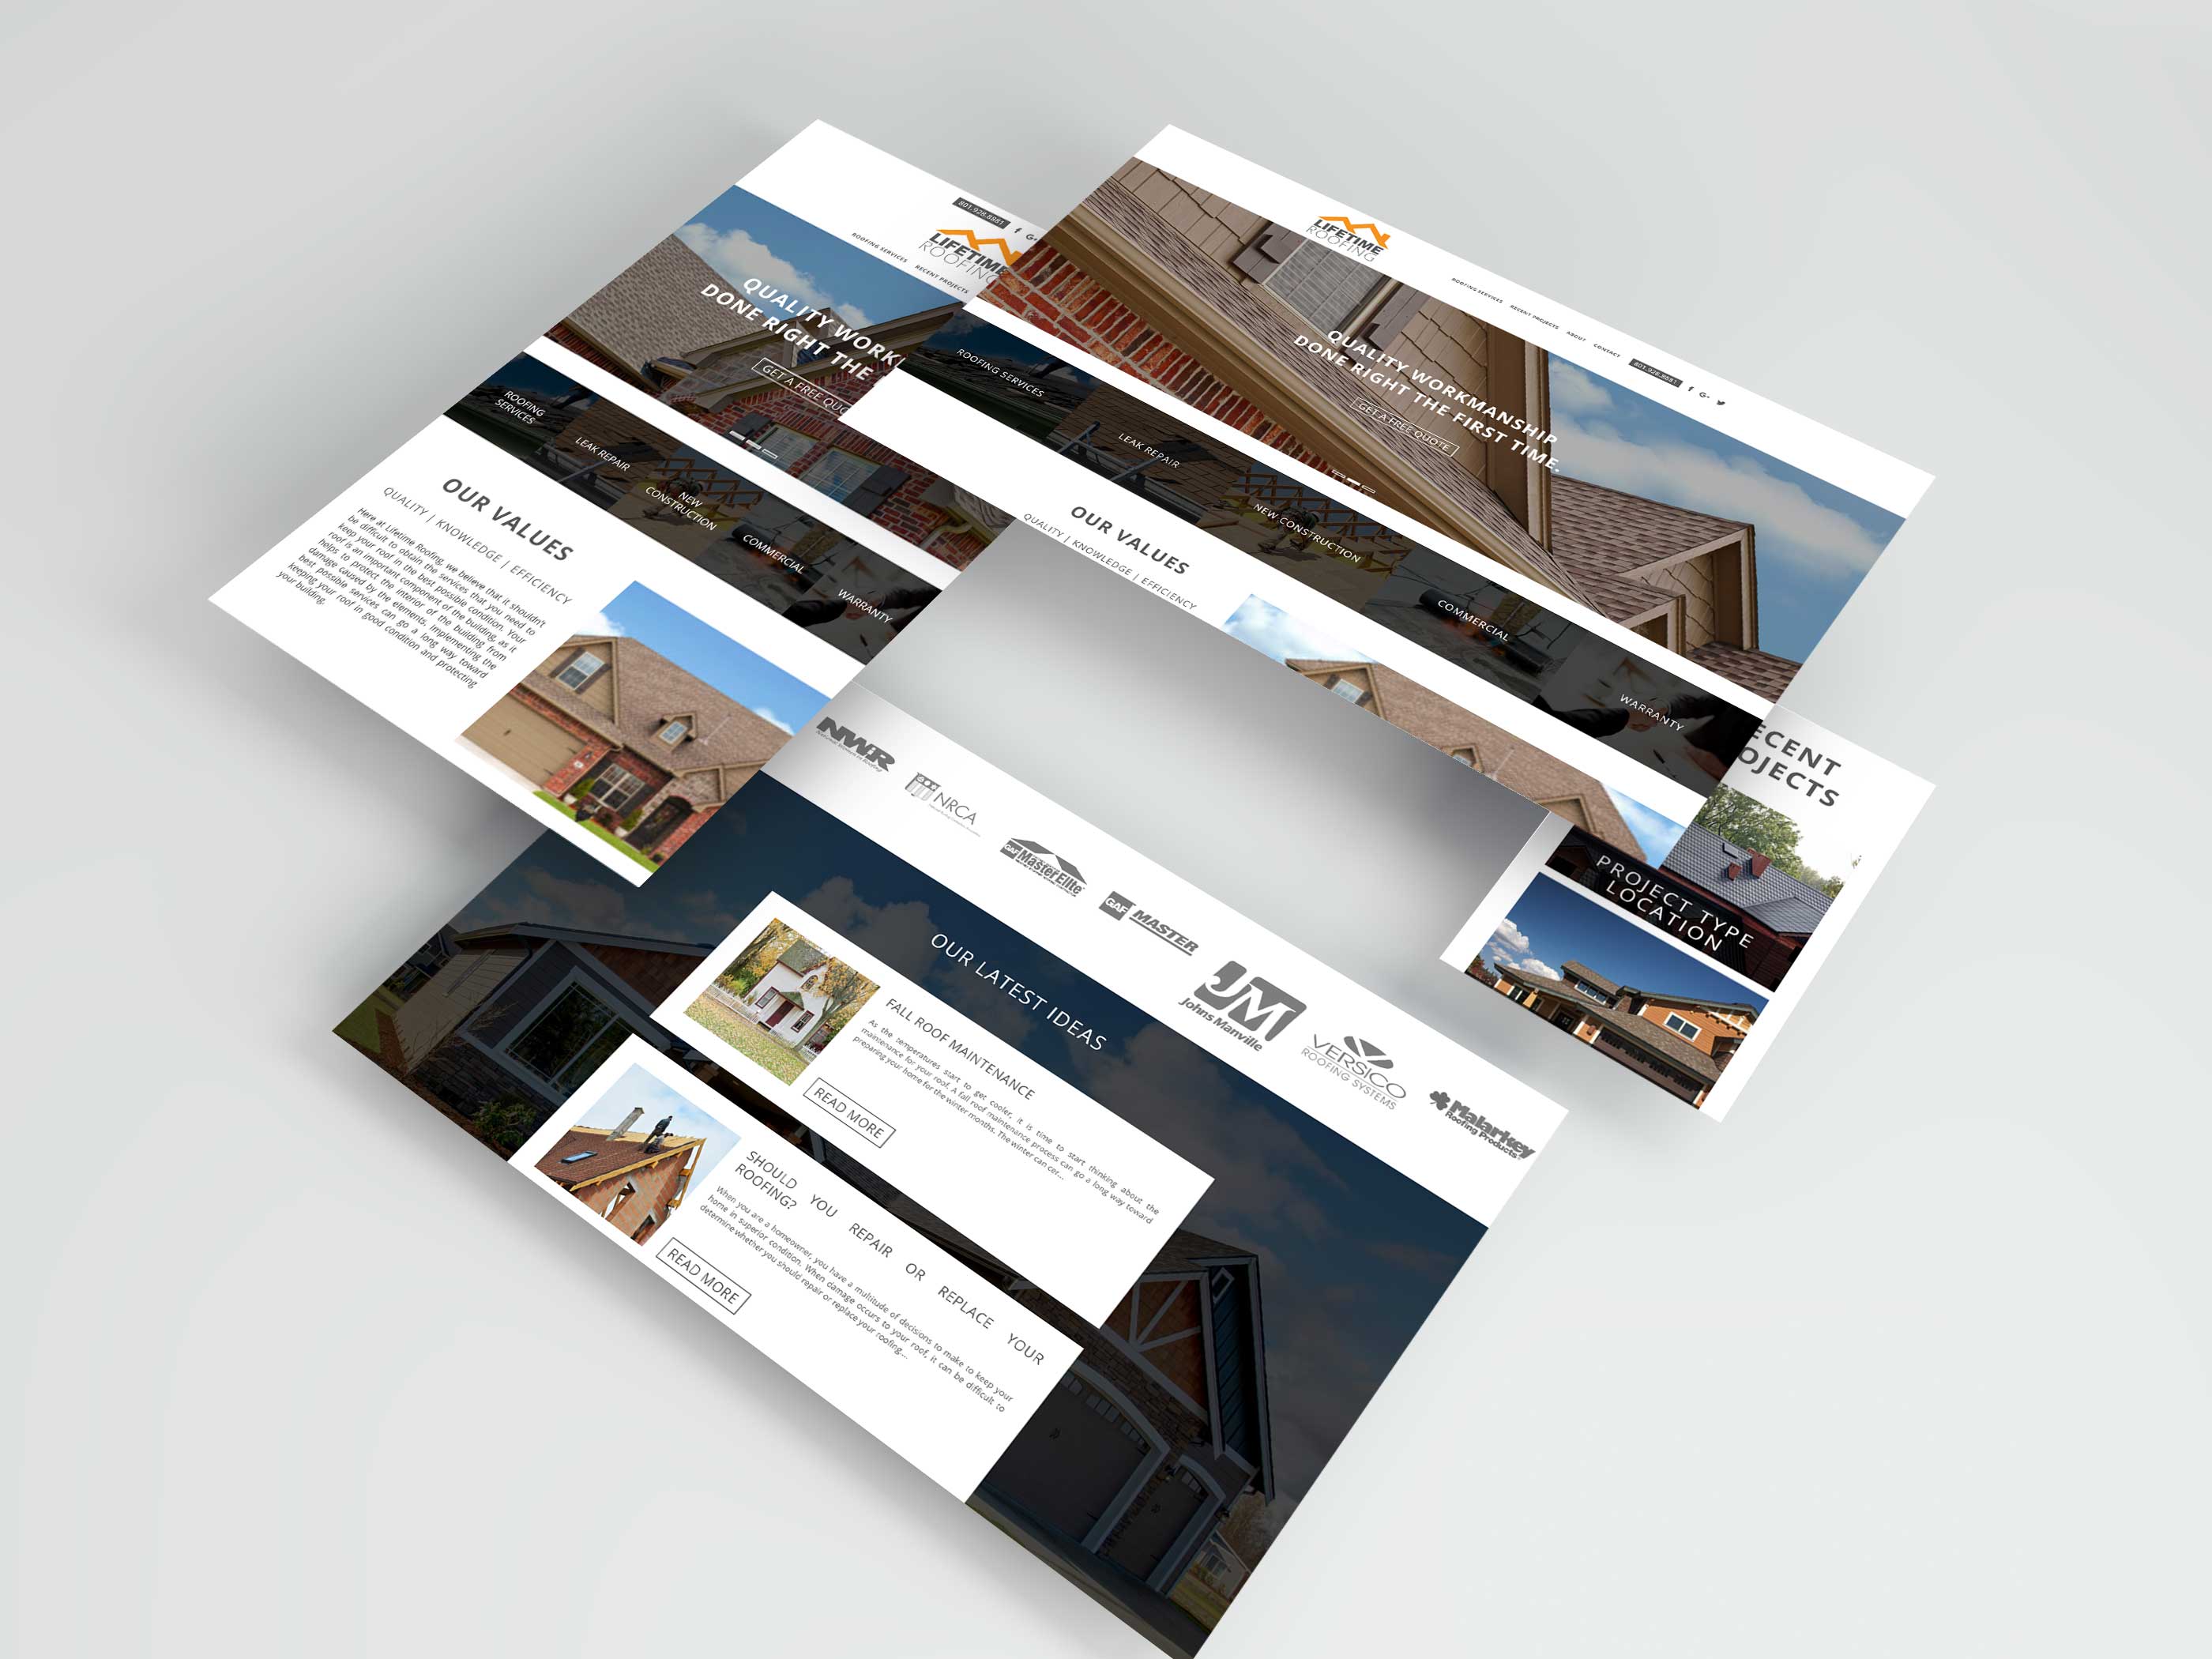 801.928.8881
LIFETIME
ROOFING
ROOFING SERVICES RECENT PROJECTS
QUALITY WORK
DONE RIGHT THE
GET A FREE QUO
ROOFING
SERVICES
LEAK REPAIR
NEW
CONSTRUCTION
COMMERCIAL
WARRANTY
OUR VALUES
QUALITY | KNOWLEDGE | EFFICIENCY
Here at Lifetime Roofing, we believe that it shouldn't
be difficult to obtain the services that you need to
keep your roof in the best possible condition. Your
roof is an important component of the building, as it
helps to protect the interior of the building from
damage caused by the elements. Implementing the
best possible services can go a long way toward
keeping your roof in good condition and protecting
your building.
LIFETIME
ROOFING
ROOFING SERVICES RECENT PROJECTS ABOUT CONTACT 801.928.8881
QUALITY WORKMANSHIP
DONE RIGHT THE FIRST TIME.
GET A FREE QUOTE
ROOFING SERVICES
LEAK REPAIR
NEW CONSTRUCTION
COMMERCIAL
WARRANTY
OUR VALUES
QUALITY | KNOWLEDGE | EFFICIENCY
ECENT
OJECTS
PROJECT TYPE
LOCATION
NWIR
NRCA
GAF
MasterElite
GAF MASTER
JM
Johns Manville
VERSICO
ROOFING SYSTEMS
Malarkey
Roofing Products
OUR LATEST IDEAS
FALL ROOF MAINTENANCE
As the temperatures start to get cooler, it is time to start thinking about the
maintenance for your roof. A fall roof maintenance process can go a long way toward
preparing your home for the winter months. The winter can cer...
READ MORE
SHOULD YOU REPAIR OR REPLACE YOUR
ROOFING?
When you are a homeowner, you have a multitude of decisions to make to keep your
home in superior condition. When damage occurs to your roof, it can be difficult to
determine whether you should repair or replace your roofing...
READ MORE